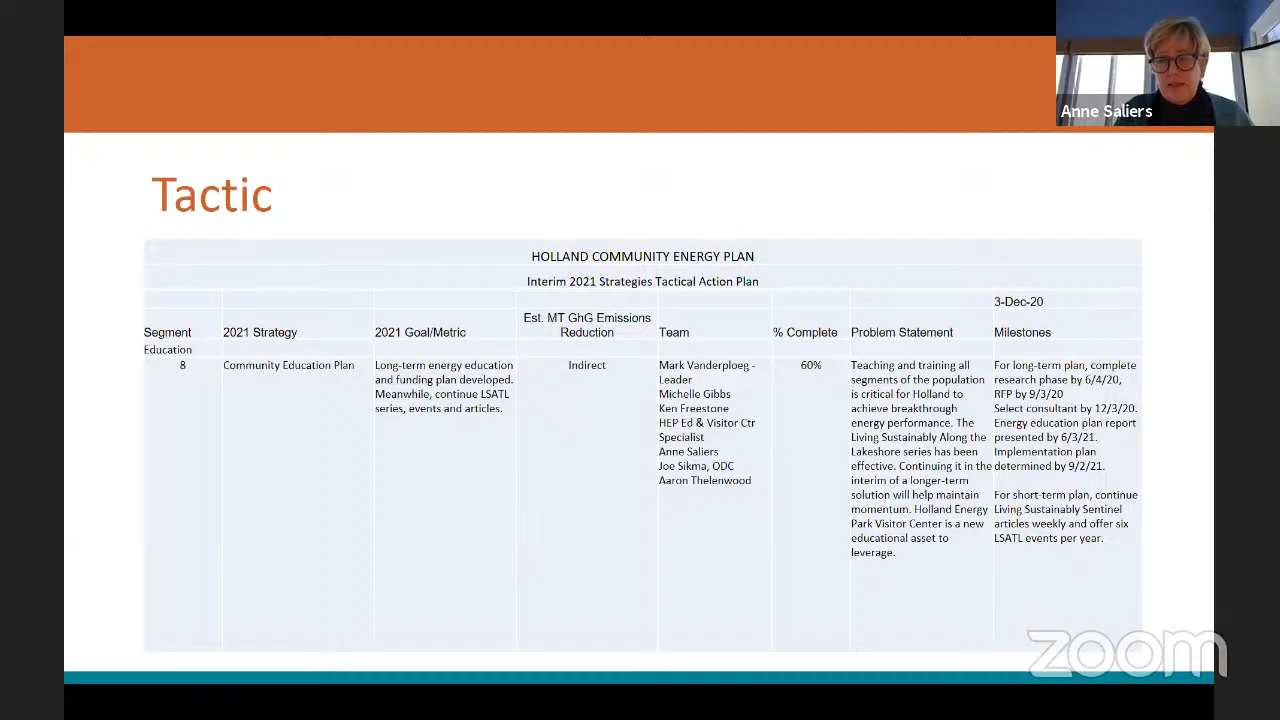 Anne Saliers
Tactic
HOLLAND COMMUNITY ENERGY PLAN
Interim 2021 Strategies Tactical Action Plan
3-Dec-20
Segment
2021 Strategy
2021 Goal/Metric
Est. MT GhG Emissions
Reduction
Team
% Complete
Problem Statement
Milestones
Education
8
Community Education Plan
Long-term energy education
and funding plan developed.
Meanwhile, continue LSATL
series, events and articles.
Indirect
Mark Vanderploeg -
Leader
Michelle Gibbs
Ken Freestone
HEP Ed & Visitor Ctr
Specialist
Anne Saliers
Joe Sikma, ODC
Aaron Thelenwood
60%
Teaching and training all
segments of the population
is critical for Holland to
achieve breakthrough
energy performance. The
Living Sustainably Along the
Lakeshore series has been
effective. Continuing it in the
interim of a longer-term
solution will help maintain
momentum. Holland Energy
Park Visitor Center is a new
educational asset to
leverage.
For long-term plan, complete
research phase by 6/4/20,
RFP by 9/3/20
Select consultant by 12/3/20.
Energy education plan report
presented by 6/3/21.
Implementation plan
determined by 9/2/21.
For short-term plan, continue
Living Sustainably Sentinel
articles weekly and offer six
LSATL events per year.
zoom